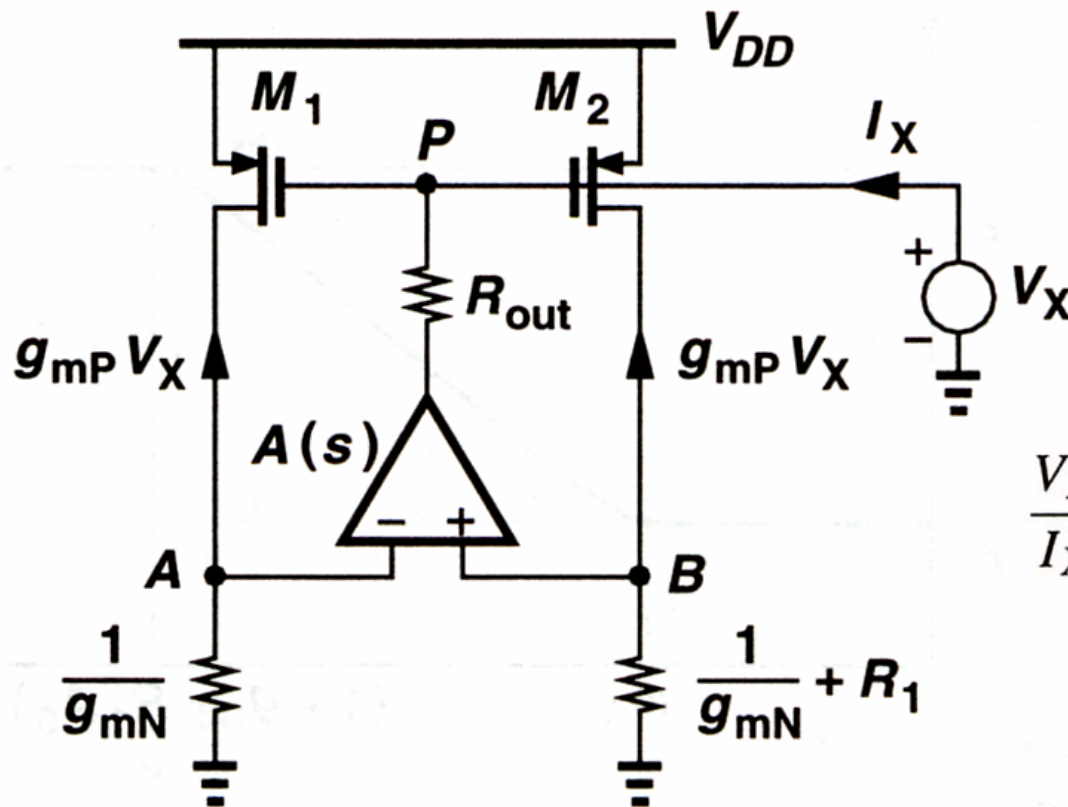 V_DD
M_1
M_2
P
I_X
+
V_X
−
R_out
g_mP V_X
g_mP V_X
A(s)
− +
A
B
1/g_mN
1/g_mN + R_1